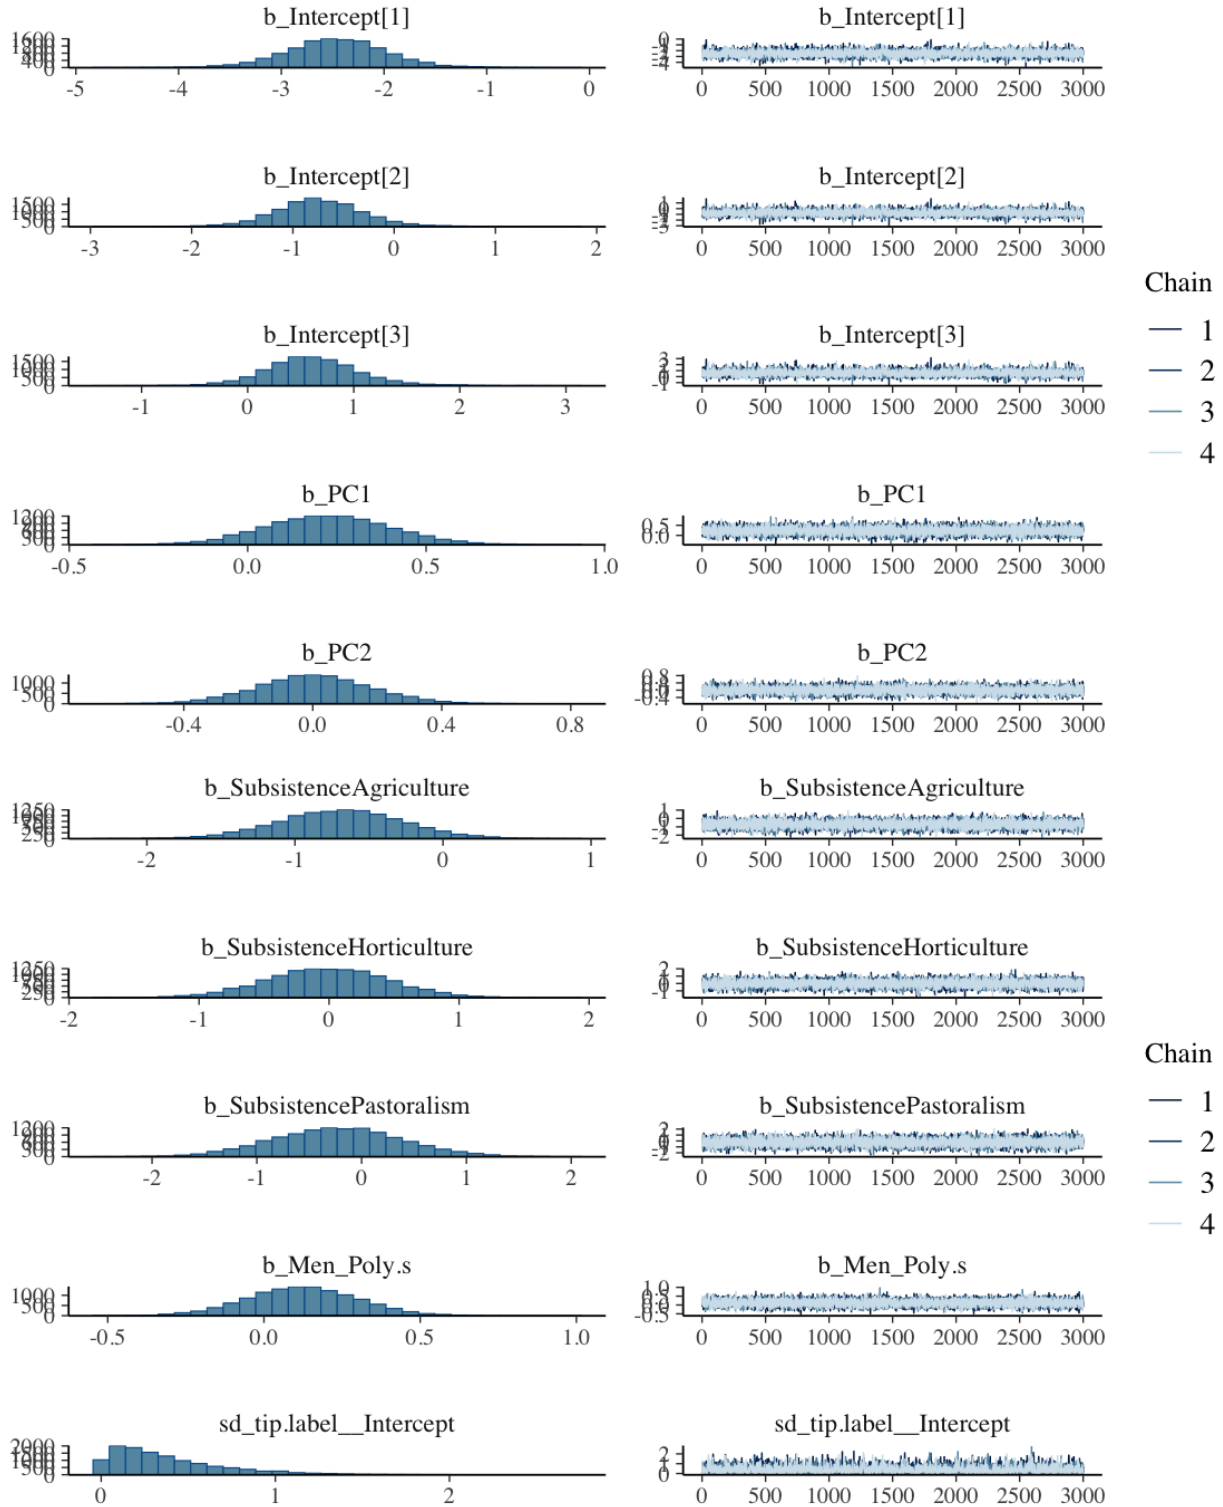 b_Intercept[1] b_Intercept[1]
-5 -4 -3 -2 -1 0 0 500 1000 1500 2000 2500 3000
b_Intercept[2] b_Intercept[2]
-3 -2 -1 0 1 2 0 500 1000 1500 2000 2500 3000
Chain
1
2
3
4
b_Intercept[3] b_Intercept[3]
-1 0 1 2 3 0 500 1000 1500 2000 2500 3000
b_PC1 b_PC1
-0.5 0.0 0.5 1.0 0 500 1000 1500 2000 2500 3000
b_PC2 b_PC2
-0.4 0.0 0.4 0.8 0 500 1000 1500 2000 2500 3000
b_SubsistenceAgriculture b_SubsistenceAgriculture
-2 -1 0 1 0 500 1000 1500 2000 2500 3000
b_SubsistenceHorticulture b_SubsistenceHorticulture
-2 -1 0 1 2 0 500 1000 1500 2000 2500 3000
Chain
1
2
3
4
b_SubsistencePastoralism b_SubsistencePastoralism
-2 -1 0 1 2 0 500 1000 1500 2000 2500 3000
b_Men_Poly.s b_Men_Poly.s
-0.5 0.0 0.5 1.0 0 500 1000 1500 2000 2500 3000
sd_tip.label__Intercept sd_tip.label__Intercept
0 1 2 0 500 1000 1500 2000 2500 3000